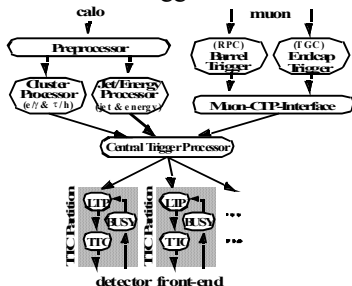 calo
muon
Preprocessor
Cluster
Processor
(e/γ & τ/h)
Jet/Energy
Processor
(jet & energy)
(RPC)
Barrel
Trigger
(TGC)
Endcap
Trigger
Muon-CTP-Interface
Central Trigger Processor
TTC Partition
LTP
BUSY
TTC
TTC Partition
LTP
BUSY
TTC
...
...
detector front-end